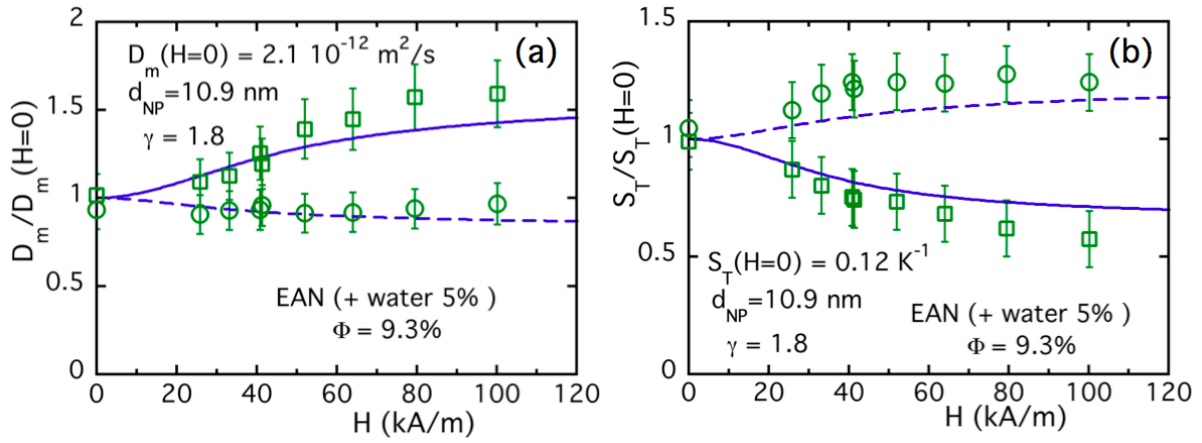 2
1.5
1
0.5
0
D_m/D_m(H=0)
D_m(H=0) = 2.1 10^-12 m^2/s
d_NP=10.9 nm
γ = 1.8
(a)
EAN (+ water 5% )
Φ = 9.3%
0 20 40 60 80 100 120
H (kA/m)
1.5
1
0.5
0
S_T/S_T(H=0)
(b)
S_T(H=0) = 0.12 K^-1
d_NP=10.9 nm
γ = 1.8
EAN (+ water 5% )
Φ = 9.3%
0 20 40 60 80 100 120
H (kA/m)